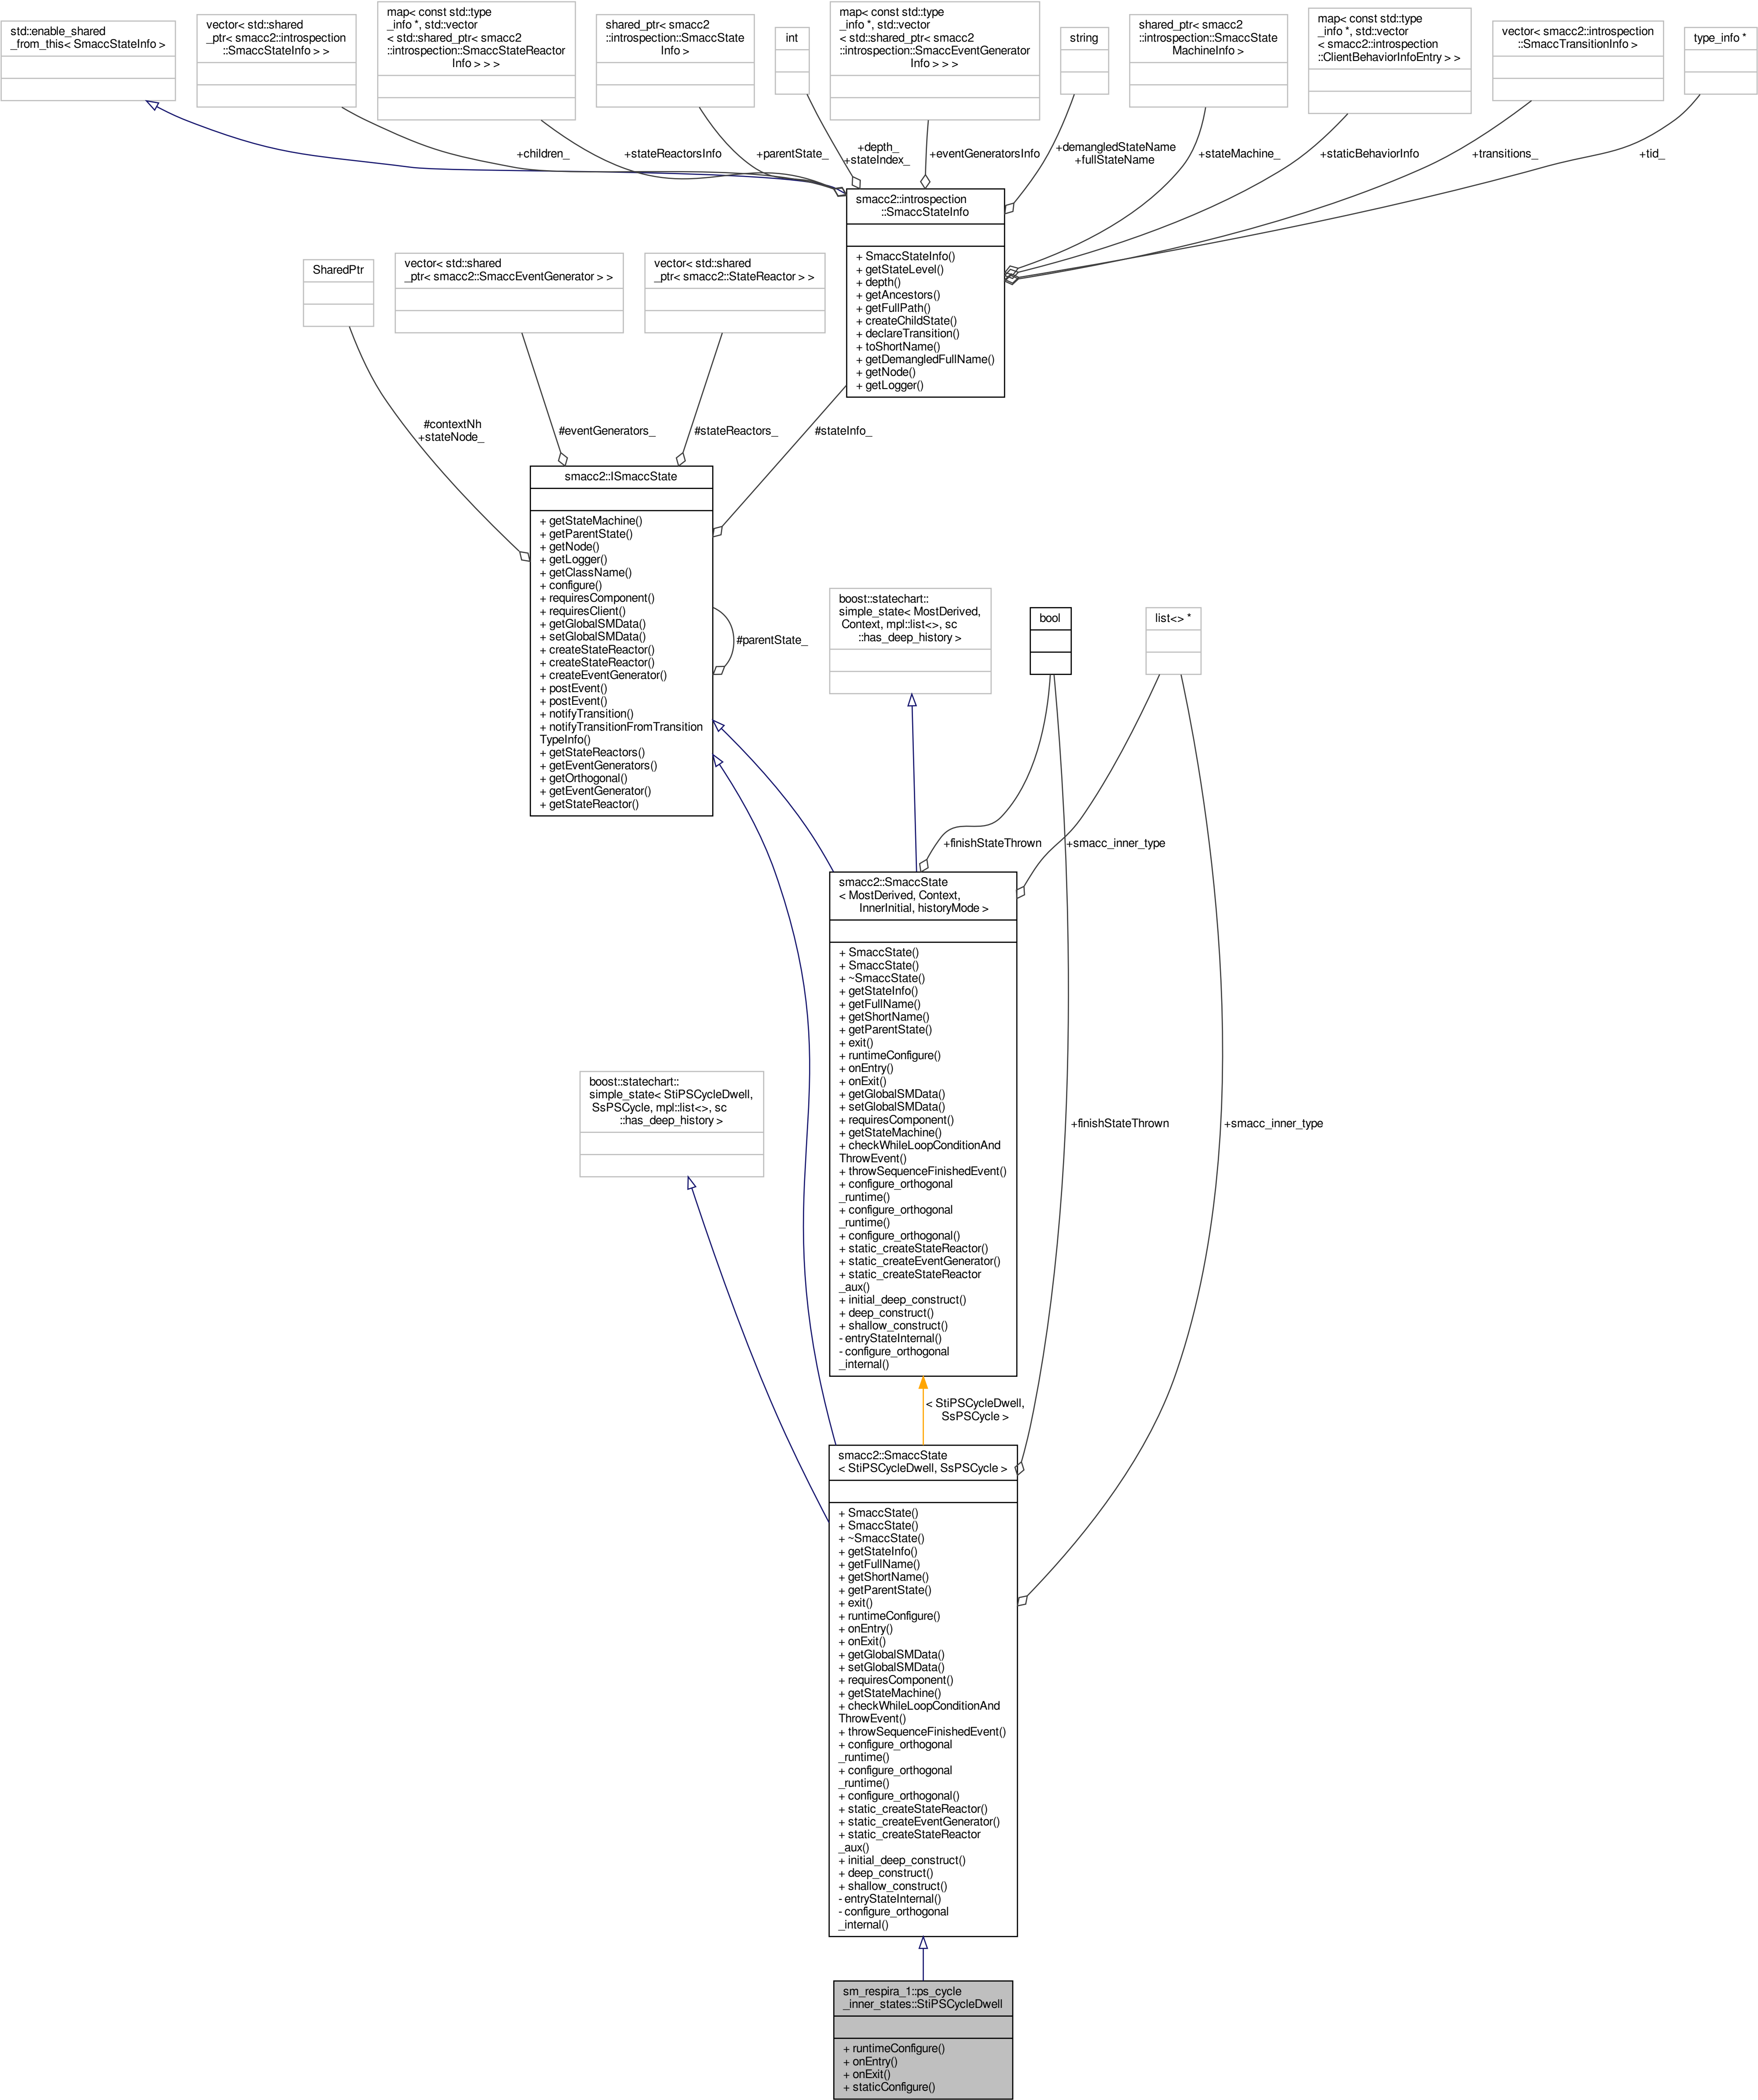 std::enable_shared
_from_this< SmaccStateInfo >
vector< std::shared
_ptr< smacc2::introspection
::SmaccStateInfo > >
map< const std::type
_info *, std::vector
< std::shared_ptr< smacc2
::introspection::SmaccStateReactor
Info > > >
shared_ptr< smacc2
::introspection::SmaccState
Info >
int
map< const std::type
_info *, std::vector
< std::shared_ptr< smacc2
::introspection::SmaccEventGenerator
Info > > >
string
shared_ptr< smacc2
::introspection::SmaccState
MachineInfo >
map< const std::type
_info *, std::vector
< smacc2::introspection
::ClientBehaviorInfoEntry > >
vector< smacc2::introspection
::SmaccTransitionInfo >
type_info *
+children_
+stateReactorsInfo
+parentState_
+depth_
+stateIndex_
+eventGeneratorsInfo
+demangledStateName
+fullStateName
+stateMachine_
+staticBehaviorInfo
+transitions_
+tid_
smacc2::introspection
::SmaccStateInfo
+ SmaccStateInfo()
+ getStateLevel()
+ depth()
+ getAncestors()
+ getFullPath()
+ createChildState()
+ declareTransition()
+ toShortName()
+ getDemangledFullName()
+ getNode()
+ getLogger()
SharedPtr
vector< std::shared
_ptr< smacc2::SmaccEventGenerator > >
vector< std::shared
_ptr< smacc2::StateReactor > >
#contextNh
+stateNode_
#eventGenerators_
#stateReactors_
#stateInfo_
smacc2::ISmaccState
+ getStateMachine()
+ getParentState()
+ getNode()
+ getLogger()
+ getClassName()
+ configure()
+ requiresComponent()
+ requiresClient()
+ getGlobalSMData()
+ setGlobalSMData()
+ createStateReactor()
+ createStateReactor()
+ createEventGenerator()
+ postEvent()
+ postEvent()
+ notifyTransition()
+ notifyTransitionFromTransition
TypeInfo()
+ getStateReactors()
+ getEventGenerators()
+ getOrthogonal()
+ getEventGenerator()
+ getStateReactor()
#parentState_
boost::statechart::
simple_state< MostDerived,
Context, mpl::list<>, sc
::has_deep_history >
bool
list<> *
+finishStateThrown
+smacc_inner_type
smacc2::SmaccState
< MostDerived, Context,
InnerInitial, historyMode >
+ SmaccState()
+ SmaccState()
+ ~SmaccState()
+ getStateInfo()
+ getFullName()
+ getShortName()
+ getParentState()
+ exit()
+ runtimeConfigure()
+ onEntry()
+ onExit()
+ getGlobalSMData()
+ setGlobalSMData()
+ requiresComponent()
+ getStateMachine()
+ checkWhileLoopConditionAnd
ThrowEvent()
+ throwSequenceFinishedEvent()
+ configure_orthogonal
_runtime()
+ configure_orthogonal
_runtime()
+ configure_orthogonal()
+ static_createStateReactor()
+ static_createEventGenerator()
+ static_createStateReactor
_aux()
+ initial_deep_construct()
+ deep_construct()
+ shallow_construct()
- entryStateInternal()
- configure_orthogonal
_internal()
boost::statechart::
simple_state< StiPSCycleDwell,
SsPSCycle, mpl::list<>, sc
::has_deep_history >
+finishStateThrown
+smacc_inner_type
< StiPSCycleDwell,
SsPSCycle >
smacc2::SmaccState
< StiPSCycleDwell, SsPSCycle >
+ SmaccState()
+ SmaccState()
+ ~SmaccState()
+ getStateInfo()
+ getFullName()
+ getShortName()
+ getParentState()
+ exit()
+ runtimeConfigure()
+ onEntry()
+ onExit()
+ getGlobalSMData()
+ setGlobalSMData()
+ requiresComponent()
+ getStateMachine()
+ checkWhileLoopConditionAnd
ThrowEvent()
+ throwSequenceFinishedEvent()
+ configure_orthogonal
_runtime()
+ configure_orthogonal
_runtime()
+ configure_orthogonal()
+ static_createStateReactor()
+ static_createEventGenerator()
+ static_createStateReactor
_aux()
+ initial_deep_construct()
+ deep_construct()
+ shallow_construct()
- entryStateInternal()
- configure_orthogonal
_internal()
sm_respira_1::ps_cycle
_inner_states::StiPSCycleDwell
+ runtimeConfigure()
+ onEntry()
+ onExit()
+ staticConfigure()